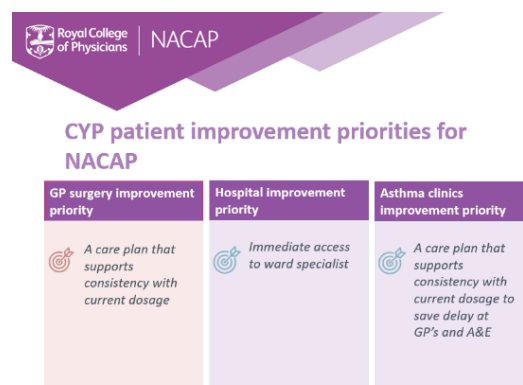 Royal College
of Physicians
NACAP
CYP patient improvement priorities for
NACAP
GP surgery improvement
priority
A care plan that
supports
consistency with
current dosage
Hospital improvement
priority
Immediate access
to ward specialist
Asthma clinics
improvement priority
A care plan that
supports
consistency with
current dosage to
save delay at
GP's and A&E